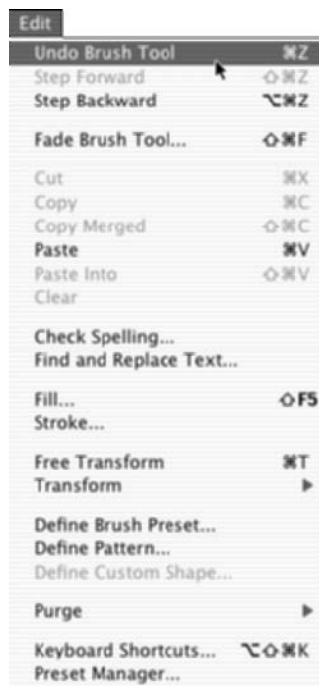 Edit
Undo Brush Tool ⌘Z
Step Forward ⇧⌘Z
Step Backward ⌥⌘Z
Fade Brush Tool... ⇧⌘F
Cut ⌘X
Copy ⌘C
Copy Merged ⇧⌘C
Paste ⌘V
Paste Into ⇧⌘V
Clear
Check Spelling...
Find and Replace Text...
Fill... ⇧F5
Stroke...
Free Transform ⌘T
Transform ▶
Define Brush Preset...
Define Pattern...
Define Custom Shape...
Purge ▶
Keyboard Shortcuts... ⌥⇧⌘K
Preset Manager...